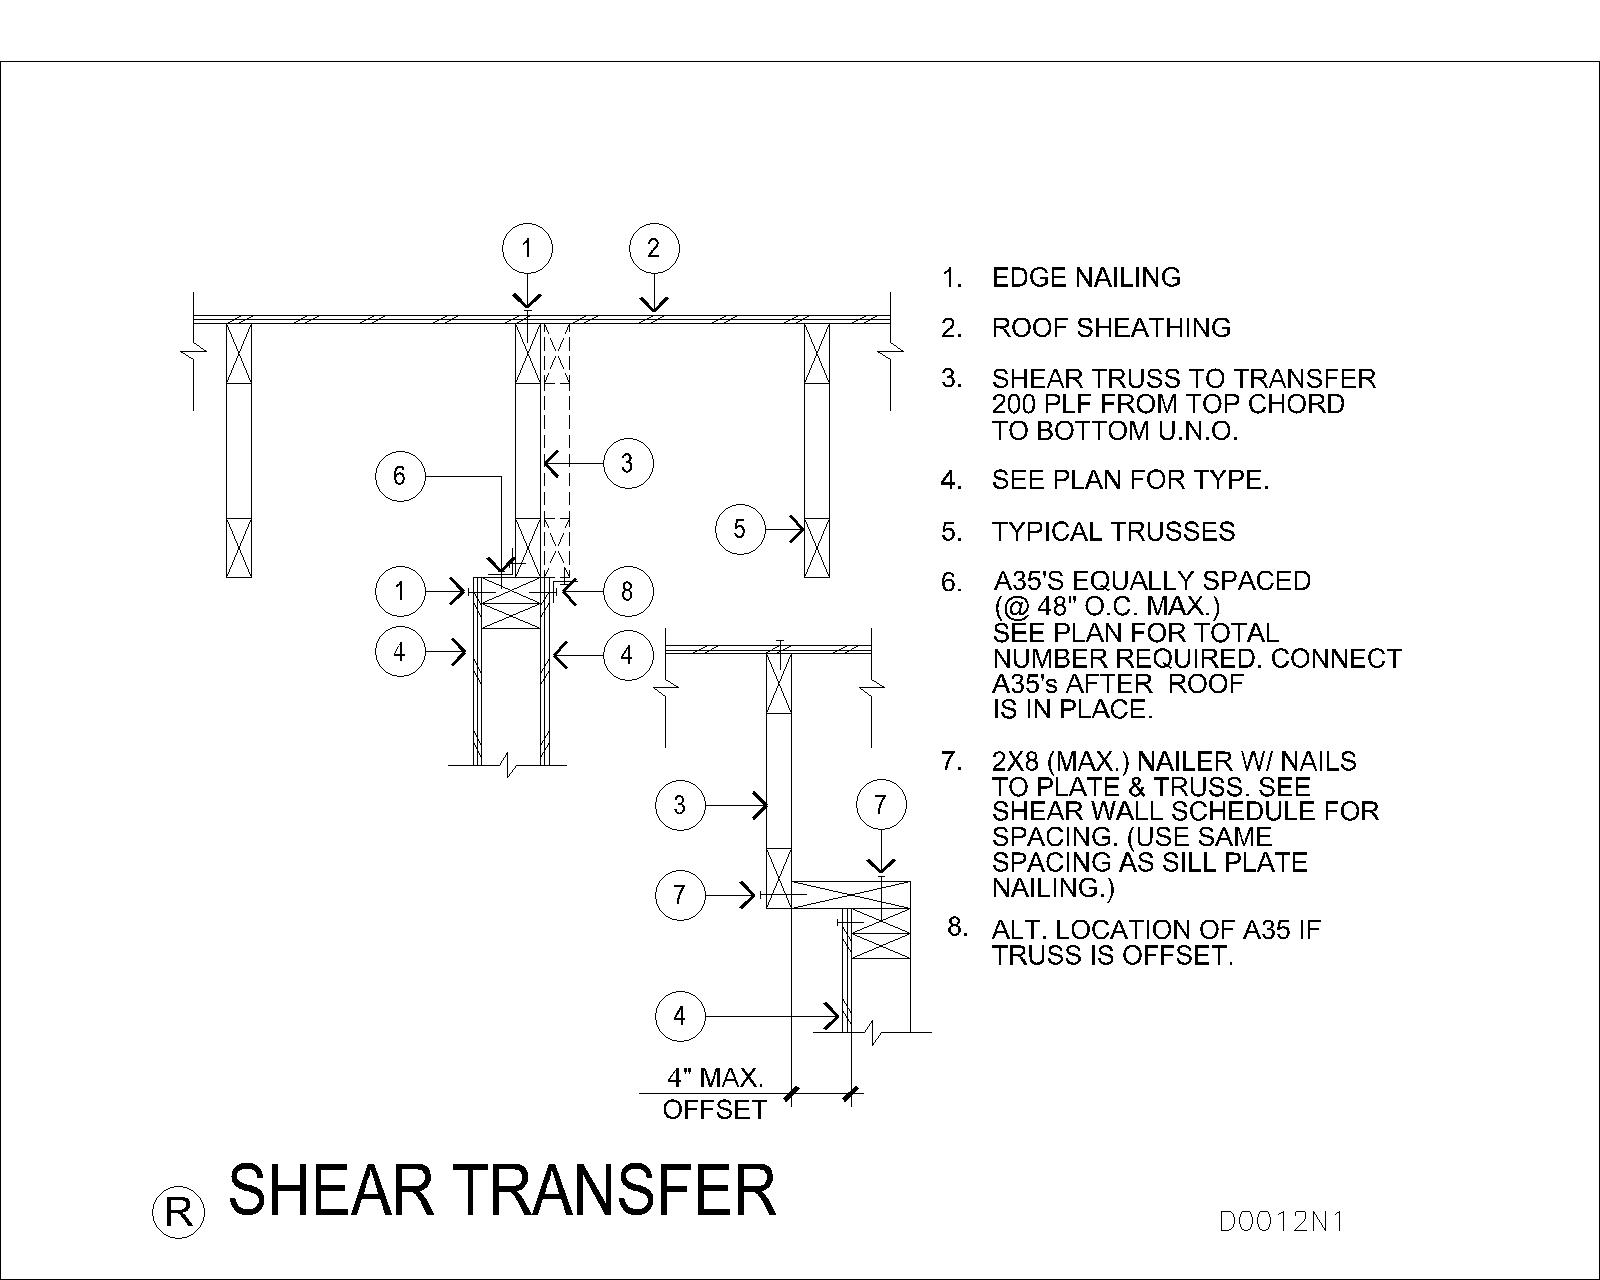 1
2
6
3
5
1
8
4
4
3
7
7
4
4" MAX.
OFFSET
1. EDGE NAILING
2. ROOF SHEATHING
3. SHEAR TRUSS TO TRANSFER
200 PLF FROM TOP CHORD
TO BOTTOM U.N.O.
4. SEE PLAN FOR TYPE.
5. TYPICAL TRUSSES
6. A35'S EQUALLY SPACED
(@ 48" O.C. MAX.)
SEE PLAN FOR TOTAL
NUMBER REQUIRED. CONNECT
A35's AFTER ROOF
IS IN PLACE.
7. 2X8 (MAX.) NAILER W/ NAILS
TO PLATE & TRUSS. SEE
SHEAR WALL SCHEDULE FOR
SPACING. (USE SAME
SPACING AS SILL PLATE
NAILING.)
8. ALT. LOCATION OF A35 IF
TRUSS IS OFFSET.
R SHEAR TRANSFER
D0012N1